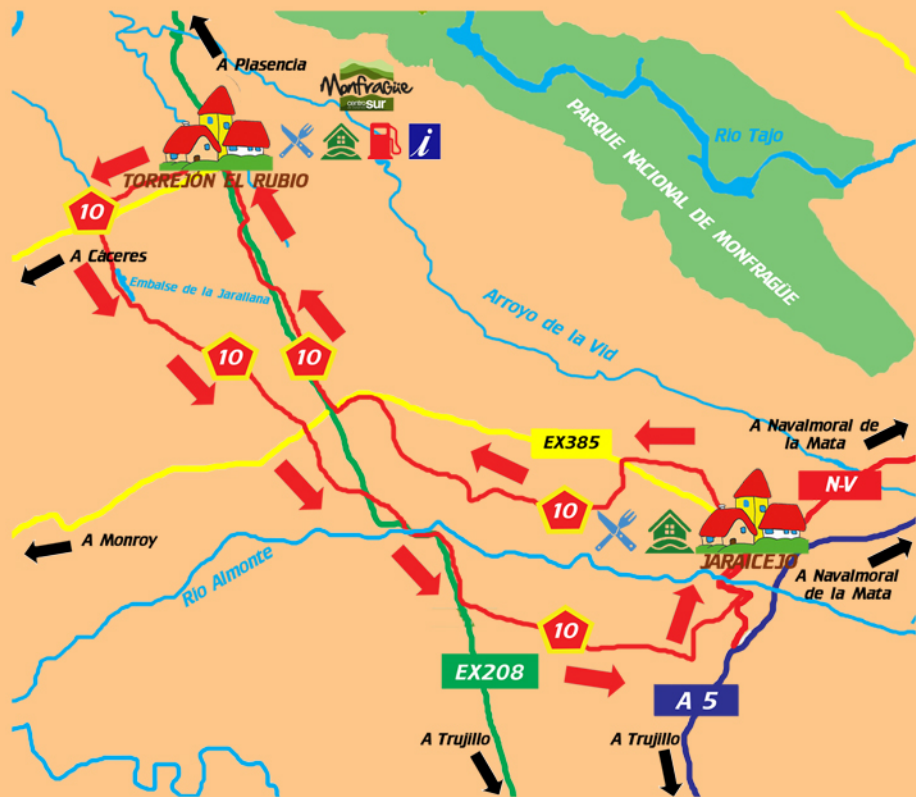 A Plasencia
Monfragüe
centro sur
i
TORREJÓN EL RUBIO
PARQUE NACIONAL DE MONFRAGÜE
Rio Tajo
10
A Cáceres
Embalse de la Jarallana
Arroyo de la Vid
10
10
A Navalmoral de
la Mata
EX385
N-V
10
A Monroy
JARAICEJO
Rio Almonte
A Navalmoral
de la Mata
10
EX208
A 5
A Trujillo
A Trujillo